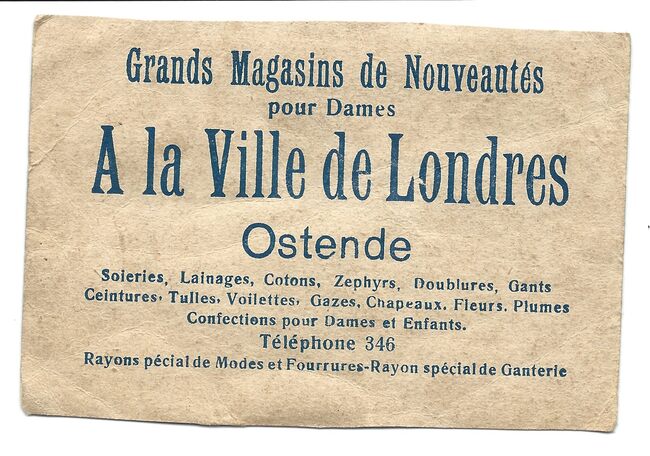 Grands Magasins de Nouveautés
pour Dames
A la Ville de Londres
Ostende
Soieries, Lainages, Cotons, Zephyrs, Doublures, Gants
Ceintures, Tulles, Voilettes, Gazes, Chapeaux. Fleurs. Plumes
Confections pour Dames et Enfants.
Téléphone 346
Rayons pécial de Modes et Fourrures-Rayon spécial de Ganterie